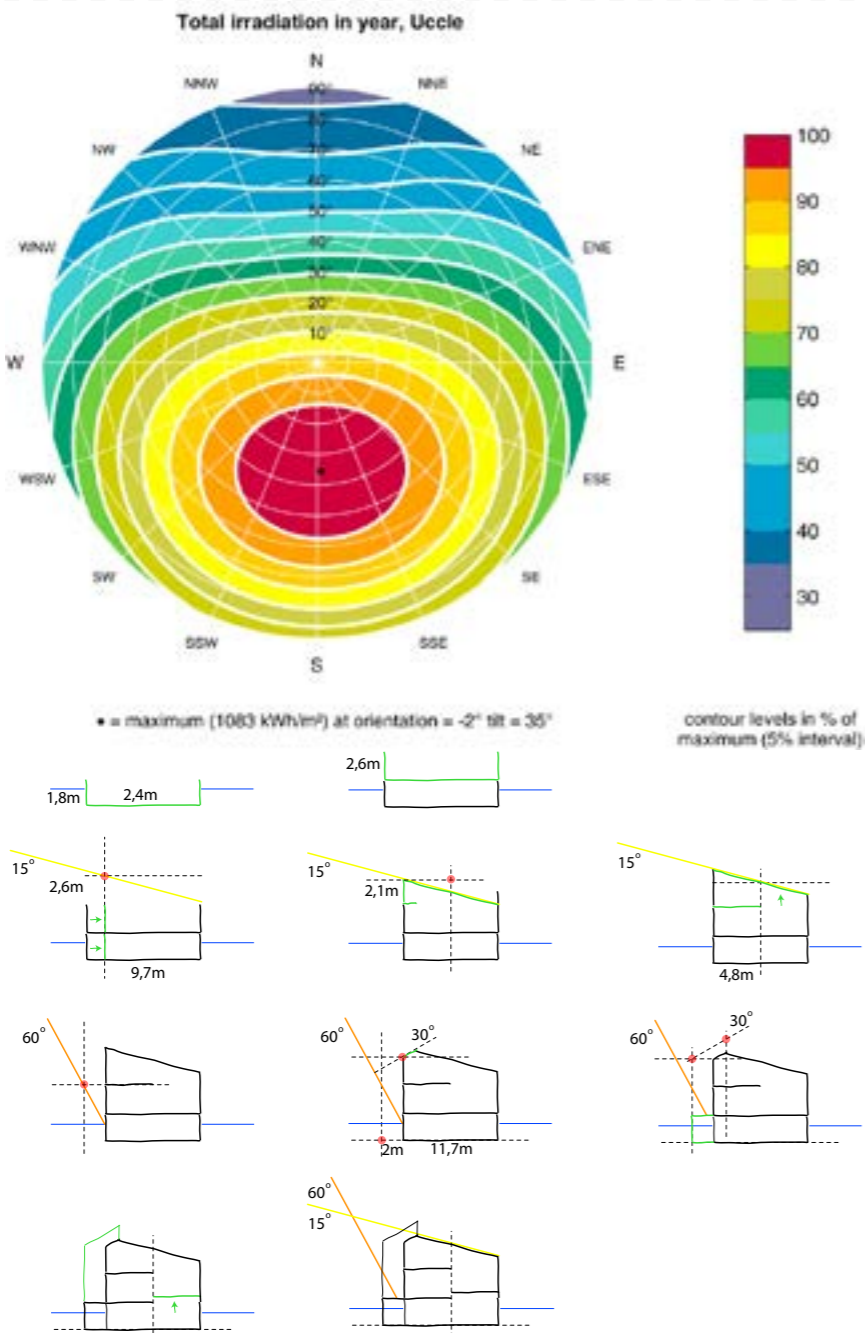 Total irradiation in year, Uccle
N
NNW
NNE
90°
80°
NW
NE
60°
50°
WNW
ENE
40°
30°
20°
10°
W
E
WSW
ESE
SW
SE
SSW
SSE
S
100
90
80
70
60
50
40
30
• = maximum (1083 kWh/m²) at orientation = -2° tilt = 35°
contour levels in % of
maximum (5% interval)
1,8m
2,4m
2,6m
15°
2,6m
9,7m
15°
2,1m
15°
4,8m
60°
60°
30°
2m
11,7m
60°
30°
60°
15°